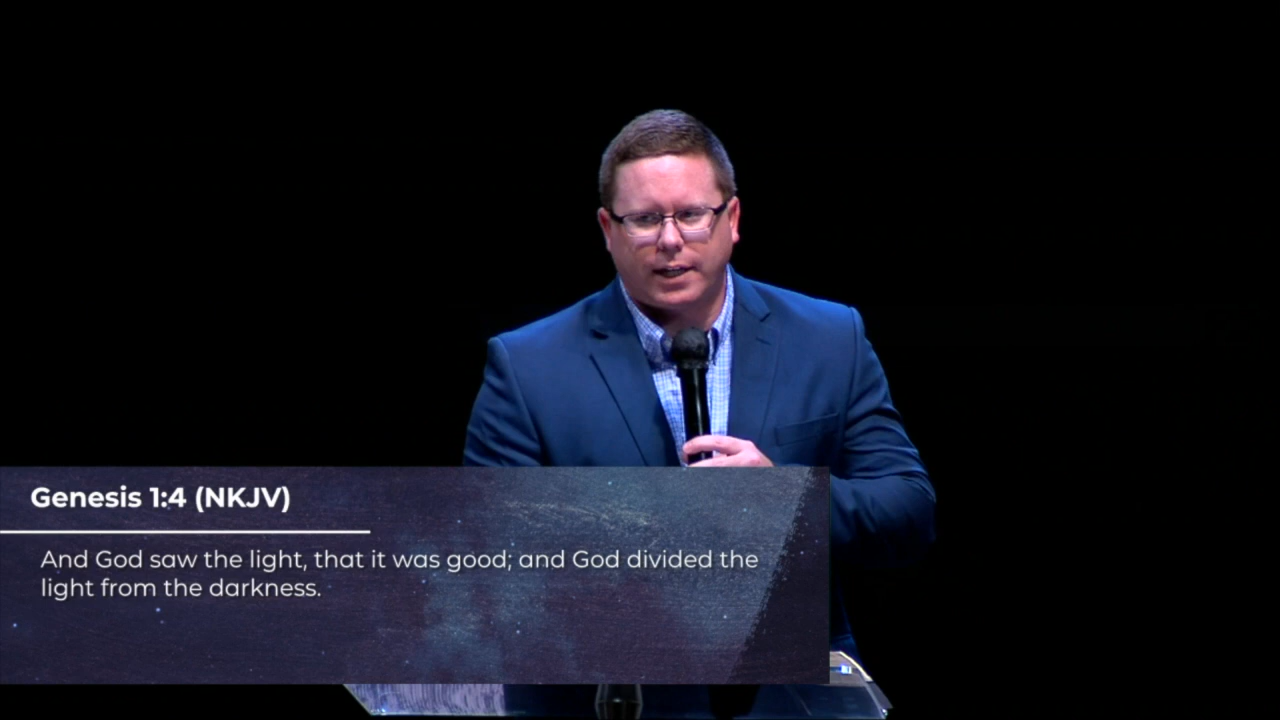 Genesis 1:4 (NKJV)
And God saw the light, that it was good; and God divided the
light from the darkness.